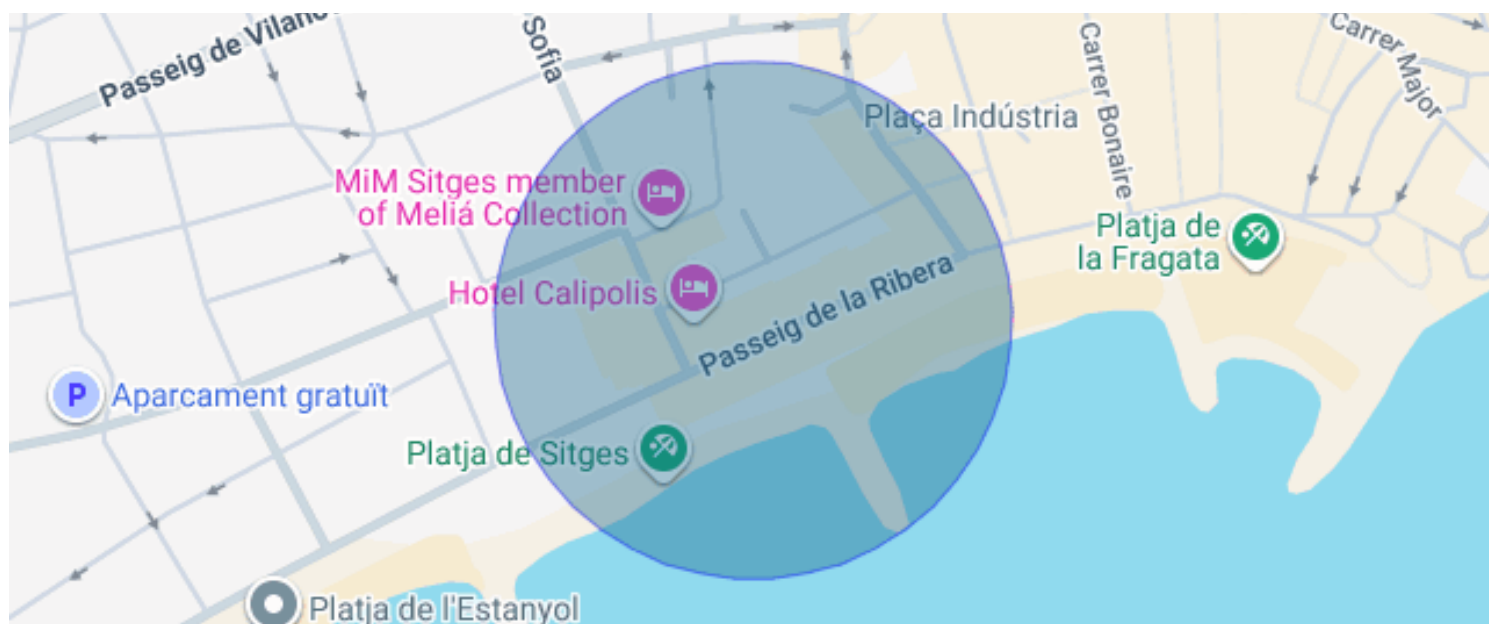 Passeig de Vilano
Sofia
Carrer Bonaire
Carrer Major
Plaça Indústria
MiM Sitges member
of Meliá Collection
Platja de
la Fragata
Hotel Calipolis
Passeig de la Ribera
P
Aparcament gratuït
Platja de Sitges
Platja de l'Estanyol